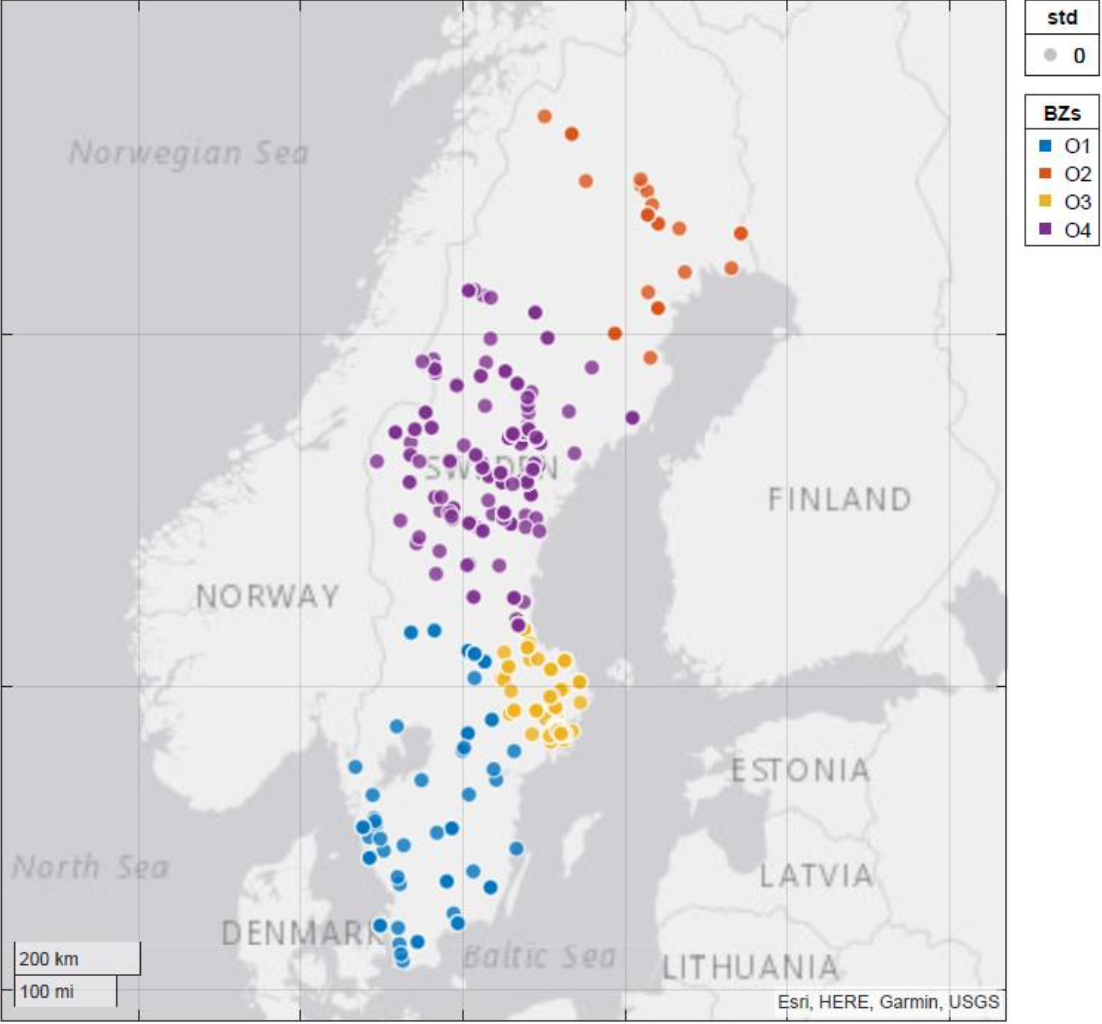 std
0
BZs
O1
O2
O3
O4
Norwegian Sea
SWEDEN
FINLAND
NORWAY
ESTONIA
North Sea
LATVIA
DENMARK
Baltic Sea
LITHUANIA
200 km
100 mi
Esri, HERE, Garmin, USGS